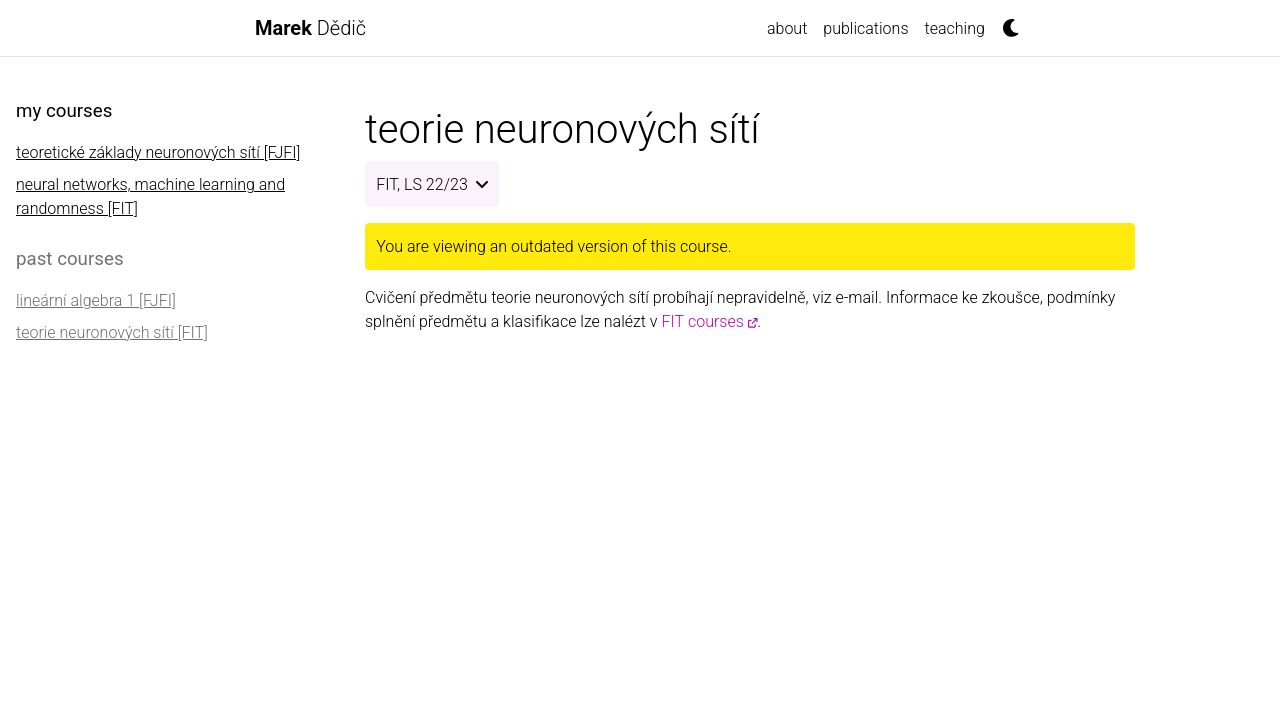 Marek Dědič
about
publications
teaching
my courses
teoretické základy neuronových sítí [FJFI]
neural networks, machine learning and
randomness [FIT]
past courses
lineární algebra 1 [FJFI]
teorie neuronových sítí [FIT]
teorie neuronových sítí
FIT, LS 22/23
You are viewing an outdated version of this course.
Cvičení předmětu teorie neuronových sítí probíhají nepravidelně, viz e-mail. Informace ke zkoušce, podmínky
splnění předmětu a klasifikace lze nalézt v FIT courses.